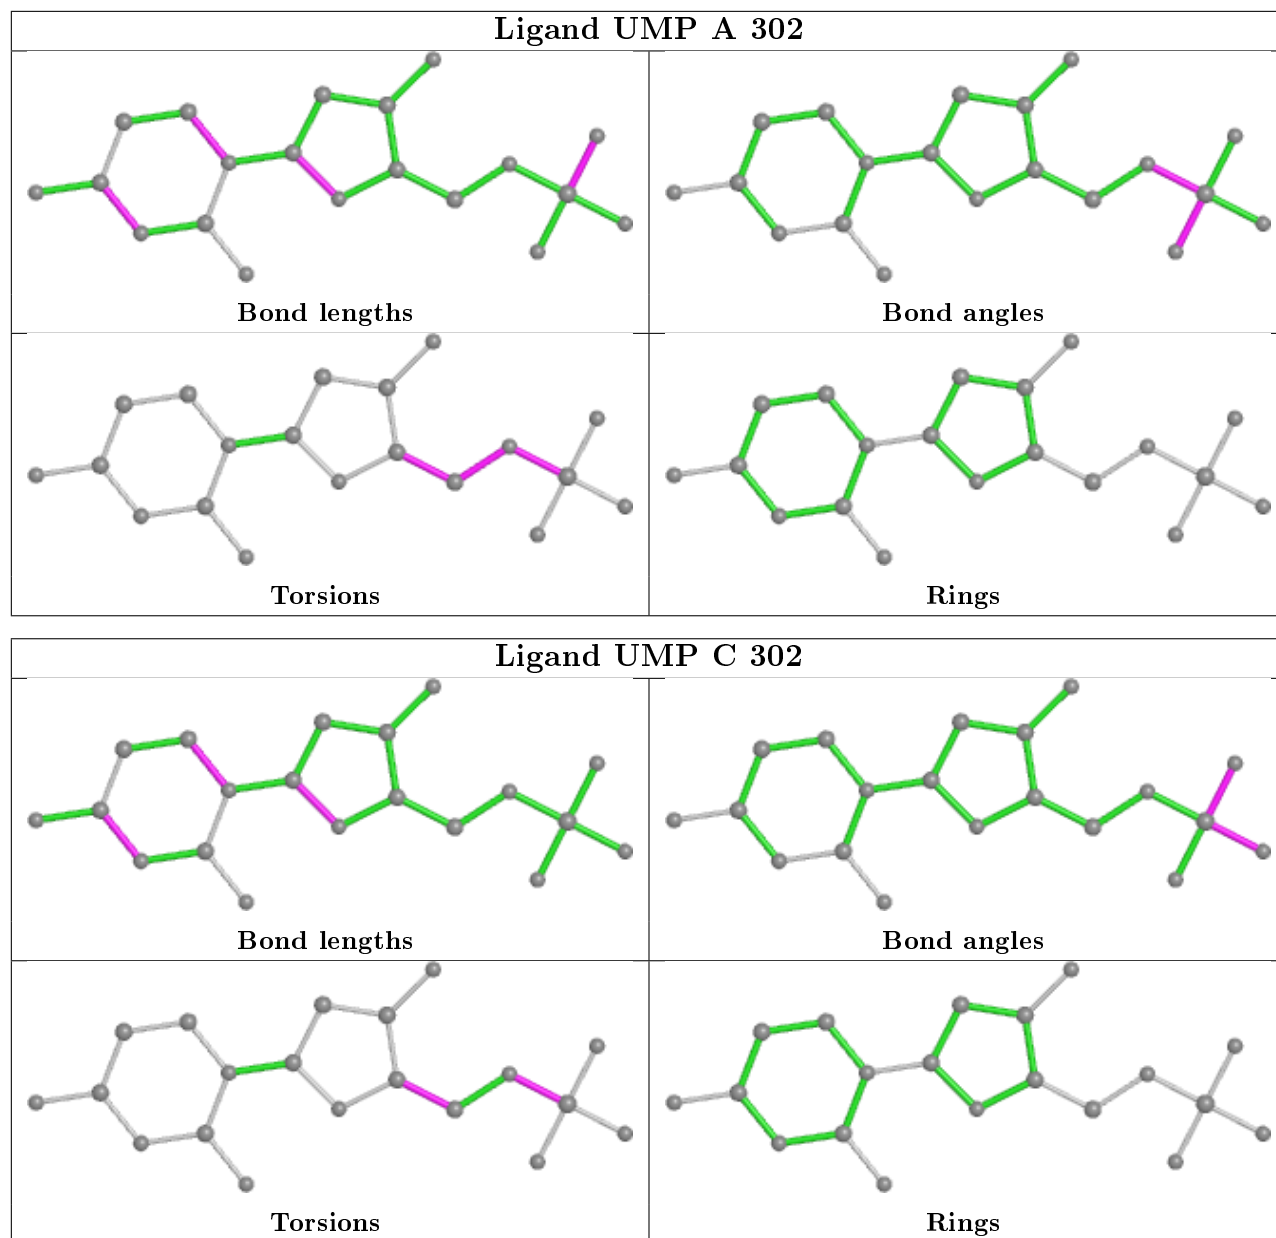 Ligand UMP A 302
Bond lengths
Bond angles
Torsions
Rings
Ligand UMP C 302
Bond lengths
Bond angles
Torsions
Rings